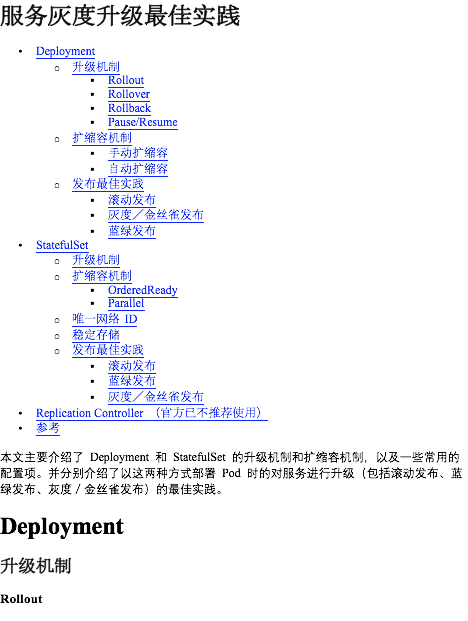 服务灰度升级最佳实践
• Deployment
o 升级机制
▪ Rollout
▪ Rollover
▪ Rollback
▪ Pause/Resume
o 扩缩容机制
▪ 手动扩缩容
▪ 自动扩缩容
o 发布最佳实践
▪ 滚动发布
▪ 灰度／金丝雀发布
▪ 蓝绿发布
• StatefulSet
o 升级机制
o 扩缩容机制
▪ OrderedReady
▪ Parallel
o 唯一网络 ID
o 稳定存储
o 发布最佳实践
▪ 滚动发布
▪ 蓝绿发布
▪ 灰度／金丝雀发布
• Replication Controller （官方已不推荐使用）
• 参考
本文主要介绍了 Deployment 和 StatefulSet 的升级机制和扩缩容机制，以及一些常用的
配置项。并分别介绍了以这两种方式部署 Pod 时的对服务进行升级（包括滚动发布、蓝
绿发布、灰度 / 金丝雀发布）的最佳实践。
Deployment
升级机制
Rollout